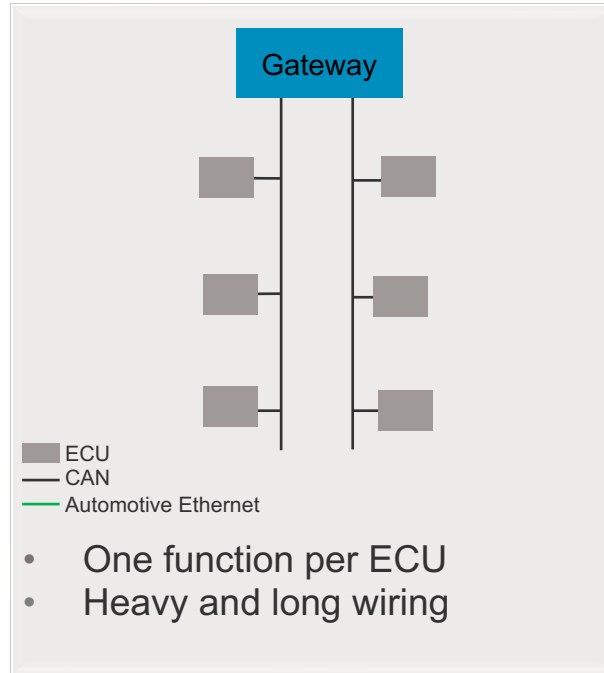 Gateway
ECU
CAN
Automotive Ethernet
• One function per ECU
• Heavy and long wiring